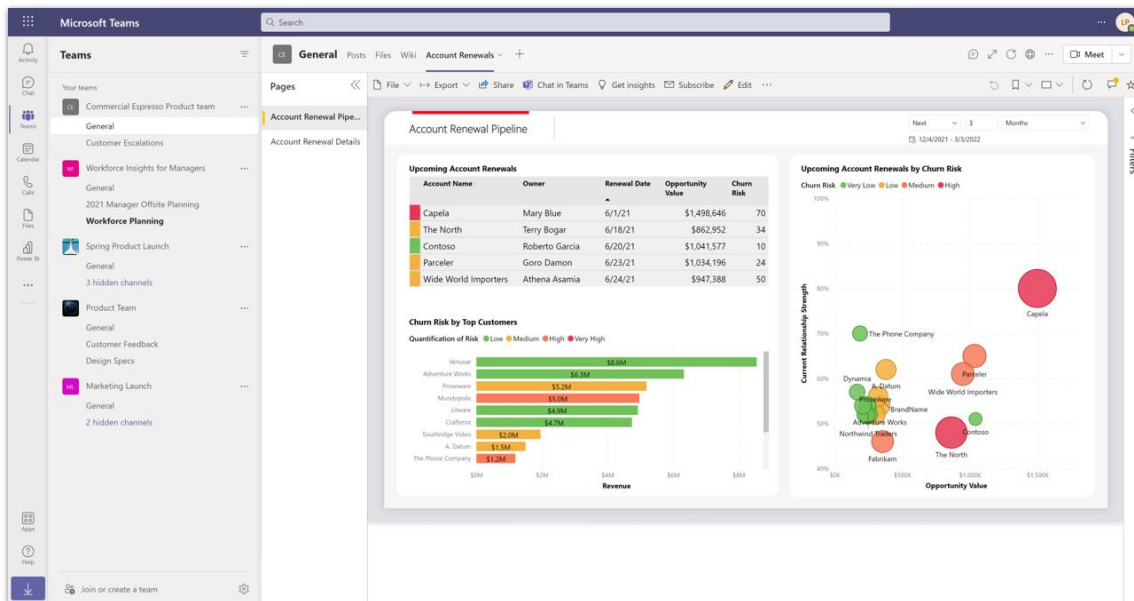 Microsoft Teams
Search
LP
Activity
Chat
Teams
Calendar
Calls
Files
Power BI
Apps
Help
Teams
Your teams
CE Commercial Espresso Product team
General
Customer Escalations
WI Workforce Insights for Managers
General
2021 Manager Offsite Planning
Workforce Planning
Spring Product Launch
General
3 hidden channels
Product Team
General
Customer Feedback
Design Specs
ML Marketing Launch
General
2 hidden channels
Join or create a team
CE General Posts Files Wiki Account Renewals
Meet
Pages
Account Renewal Pipe...
Account Renewal Details
File Export Share Chat in Teams Get insights Subscribe Edit
Filters
Account Renewal Pipeline
Next 3 Months
12/4/2021 - 3/3/2022
Upcoming Account Renewals
Account Name Owner Renewal Date Opportunity Value Churn Risk
Capela Mary Blue 6/1/21 $1,498,646 70
The North Terry Bogar 6/18/21 $862,952 34
Contoso Roberto Garcia 6/20/21 $1,041,577 10
Parceler Goro Damon 6/23/21 $1,034,196 24
Wide World Importers Athena Asamia 6/24/21 $947,388 50
Churn Risk by Top Customers
Quantification of Risk Low Medium High Very High
Venusar $8.6M
Adventure Works $6.3M
Proseware $5.2M
Mundopolis $5.0M
Litware $4.9M
Crafteros $4.7M
Southridge Video $2.0M
A. Datum $1.5M
The Phone Company $1.2M
$0M $2M $4M $6M $8M
Revenue
Upcoming Account Renewals by Churn Risk
Churn Risk Very Low Low Medium High
100%
90%
80%
70%
60%
50%
40%
Current Relationship Strength
Capela
The Phone Company
Parceler
Dynamia
A. Datum
Wide World Importers
Proseware
BrandName
Adventure Works
Northwind Traders
Contoso
The North
Fabrikam
$0K $500K $1,000K $1,500K
Opportunity Value